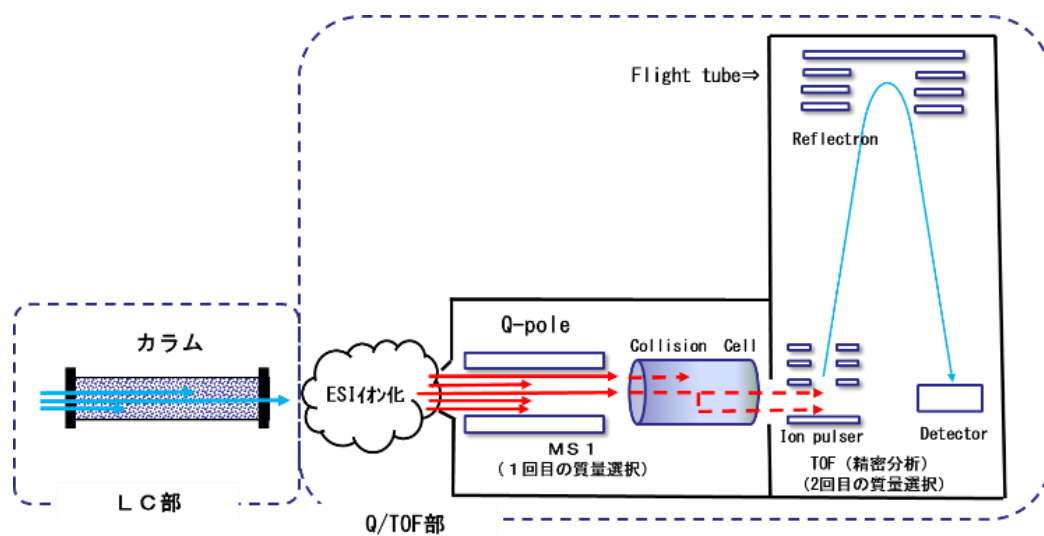 Flight tube⇒
Reflectron
カラム
Q-pole
Collision Cell
ESIｲｵﾝ化
Ion pulser
Detector
MS1
(1回目の質量選択)
TOF (精密分析)
(2回目の質量選択)
LC部
Q/TOF部